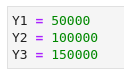 Y1 = 50000
Y2 = 100000
Y3 = 150000